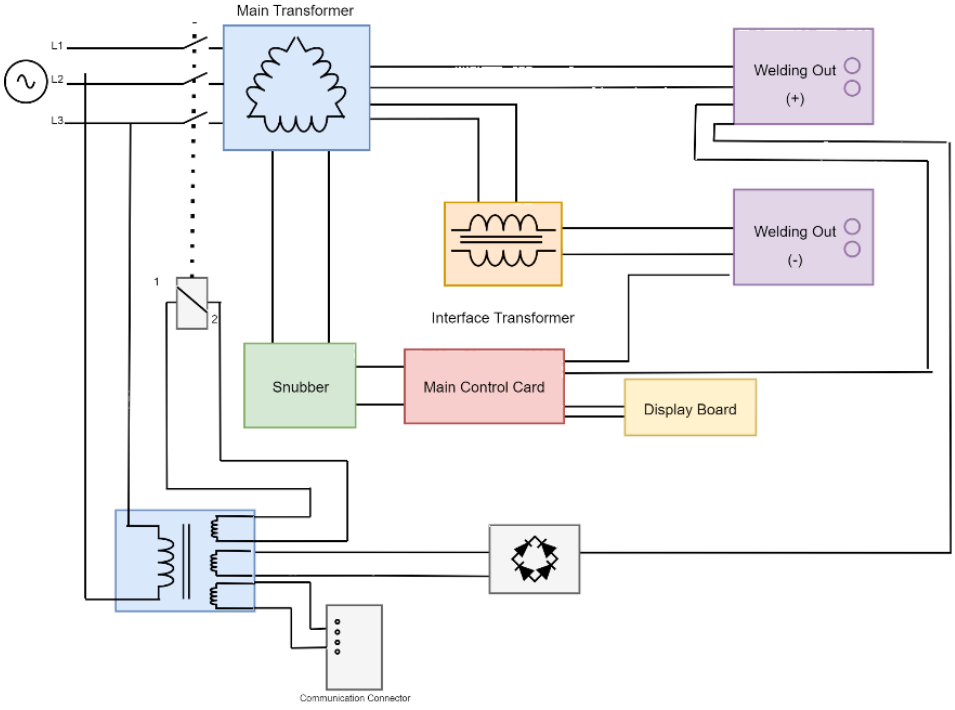 Main Transformer
L1
L2
L3
Welding Out
(+)
Welding Out
(-)
1
2
Interface Transformer
Snubber
Main Control Card
Display Board
Communication Connector